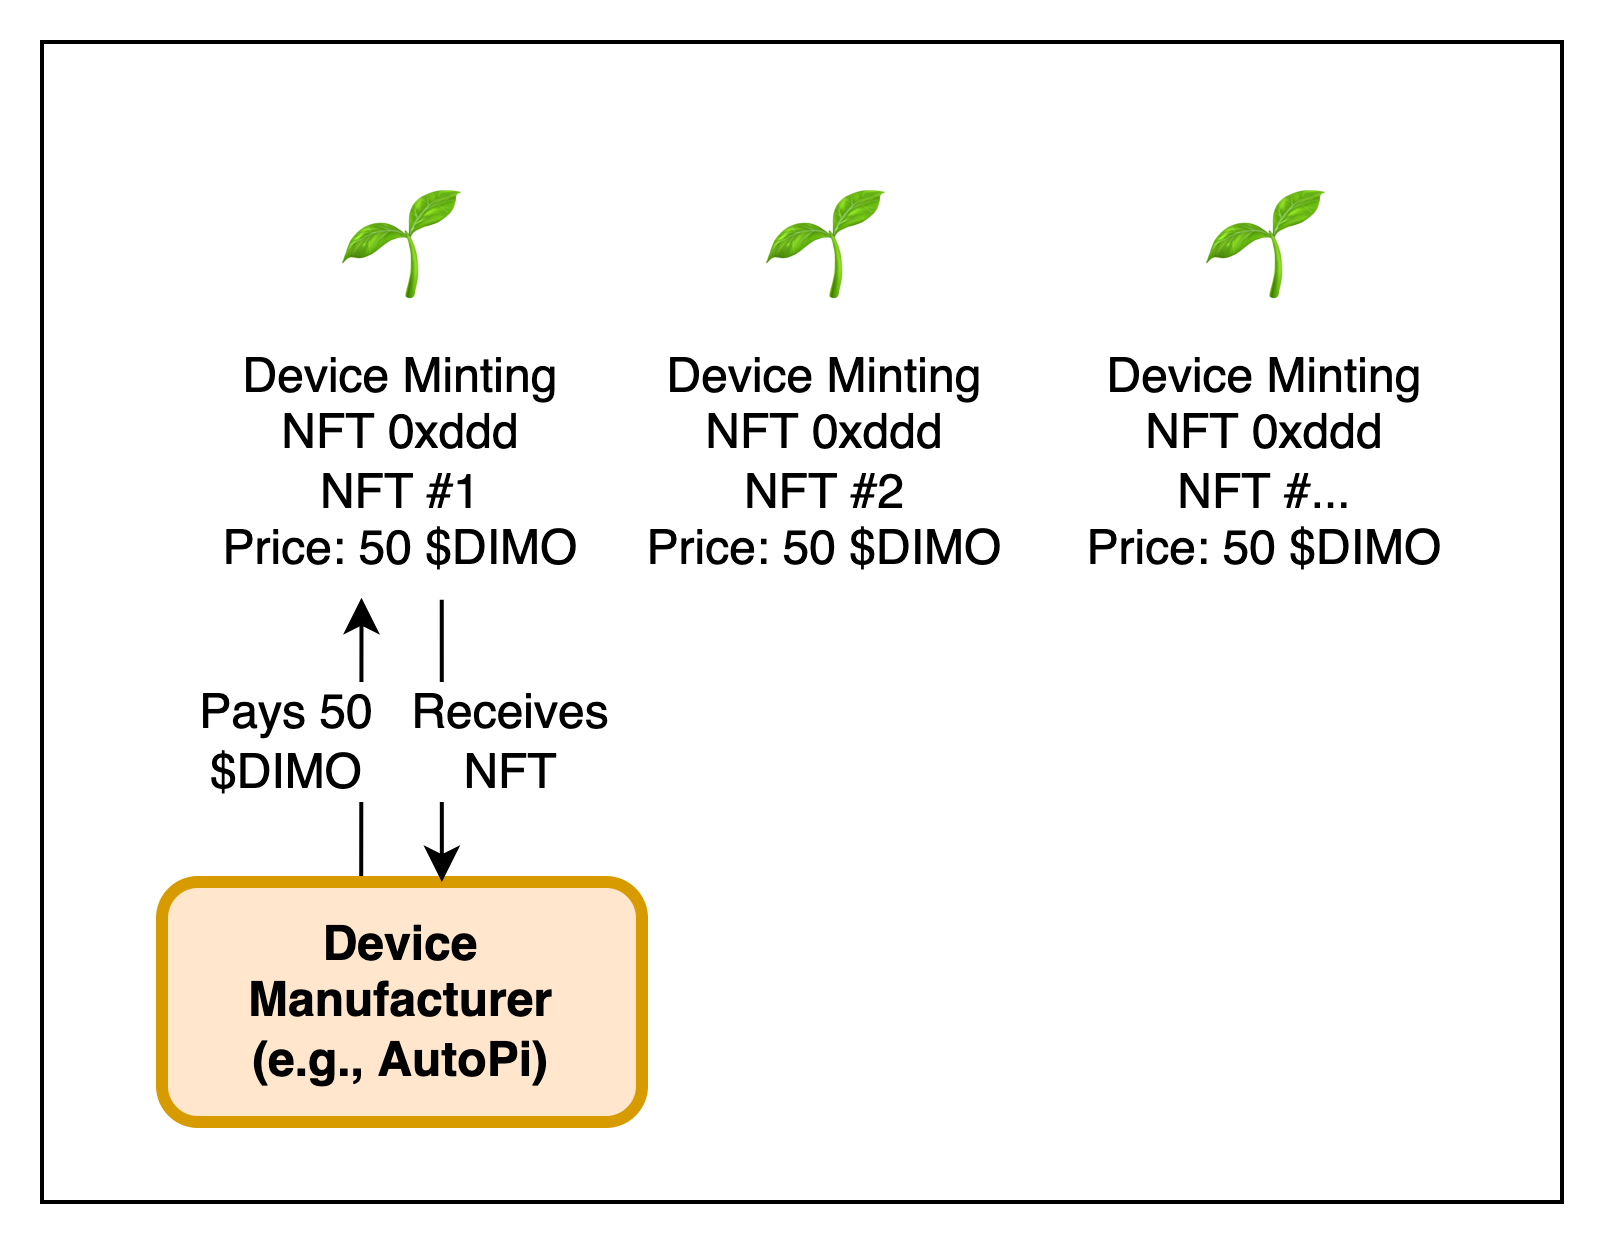 Device Minting
NFT 0xddd
NFT #1
Price: 50 $DIMO
Device Minting
NFT 0xddd
NFT #2
Price: 50 $DIMO
Device Minting
NFT 0xddd
NFT #...
Price: 50 $DIMO
Pays 50
$DIMO
Receives
NFT
Device
Manufacturer
(e.g., AutoPi)